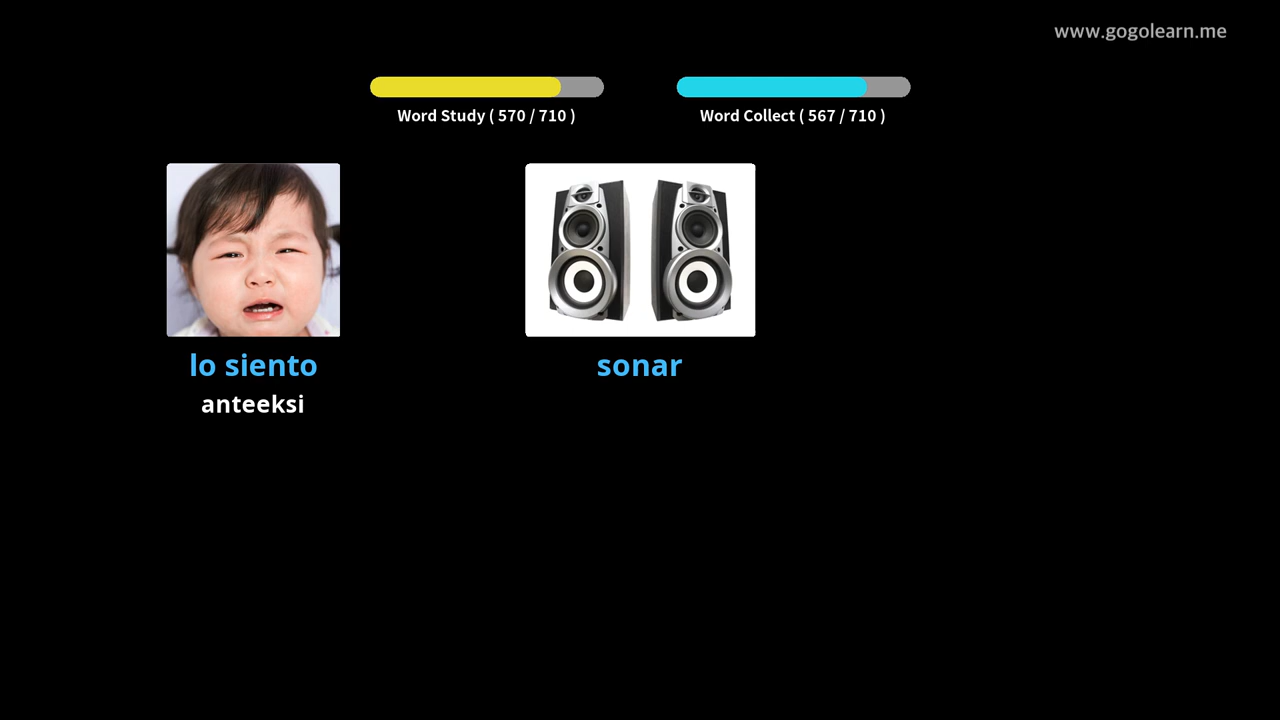 www.gogolearn.me
Word Study ( 570 / 710 )
Word Collect ( 567 / 710 )
lo siento
anteeksi
sonar